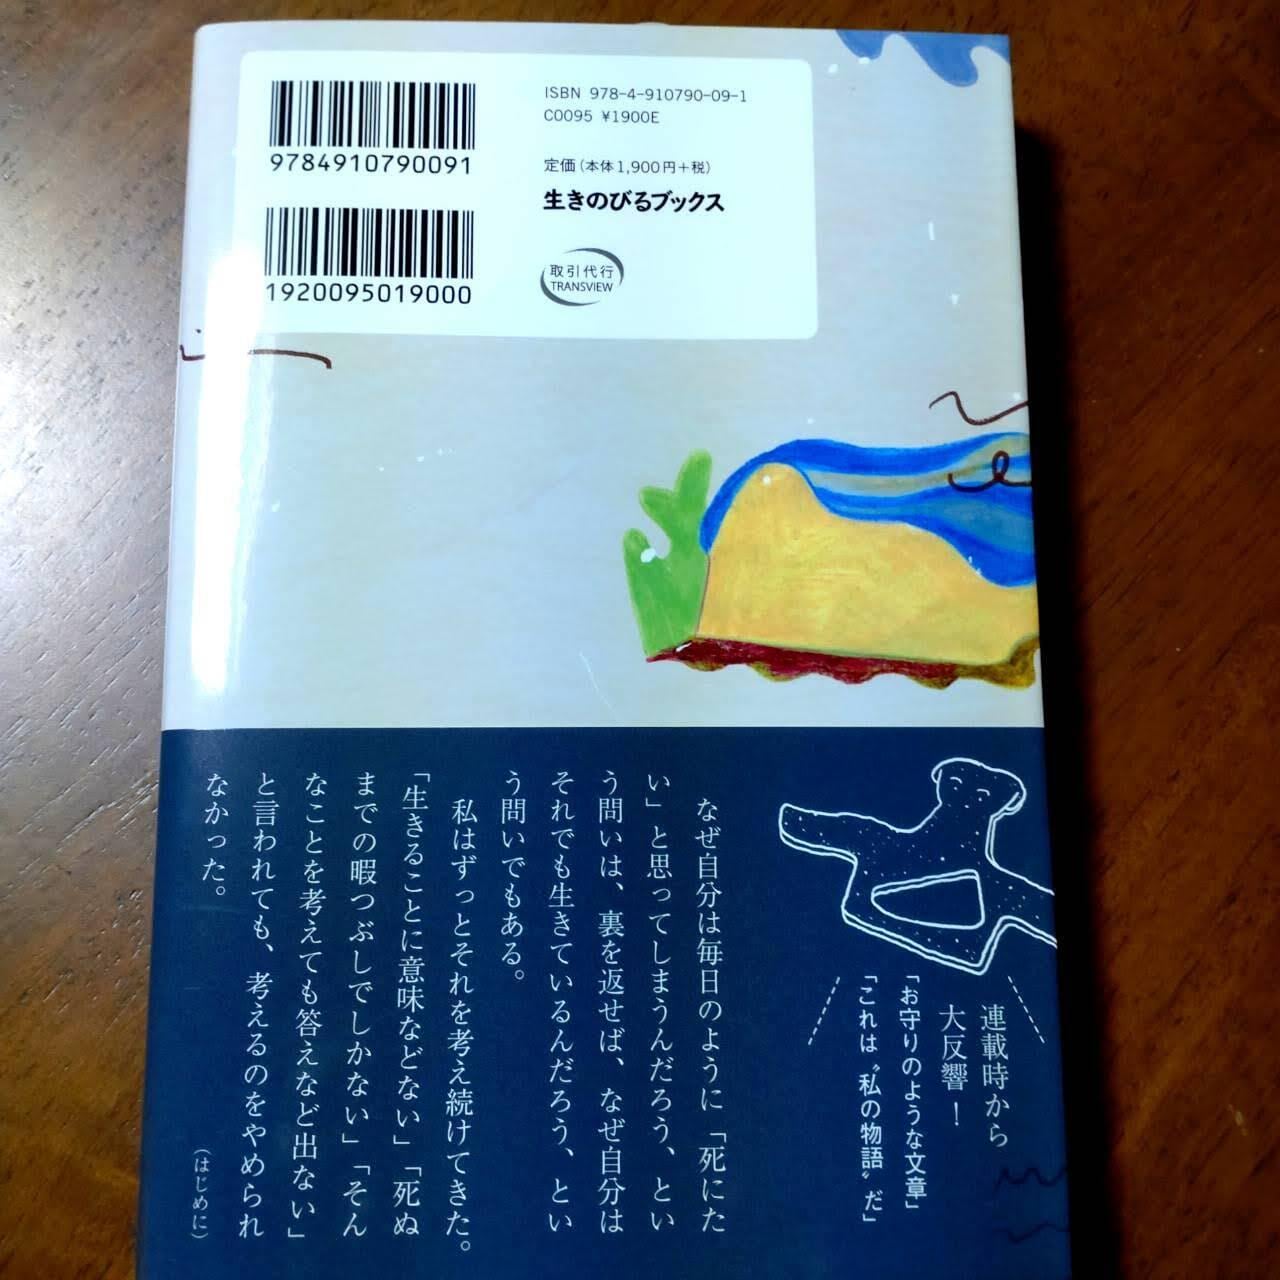 9784910790091
1920095019000
ISBN 978-4-910790-09-1
C0095 ¥1900E
定価(本体1,900円+税)
生きのびるブックス
取引代行
TRANSVIEW
連載時から
大反響!
「お守りのような文章」
「これは〝私の物語〟だ」
なぜ自分は毎日のように「死にた
い」と思ってしまうんだろう、とい
う問いは、裏を返せば、なぜ自分は
それでも生きているんだろう、とい
う問いでもある。
私はずっとそれを考え続けてきた。
「生きることに意味などない」「死ぬ
までの暇つぶしでしかない」「そん
なことを考えても答えなど出ない」
と言われても、考えるのをやめられ
なかった。
(はじめに)